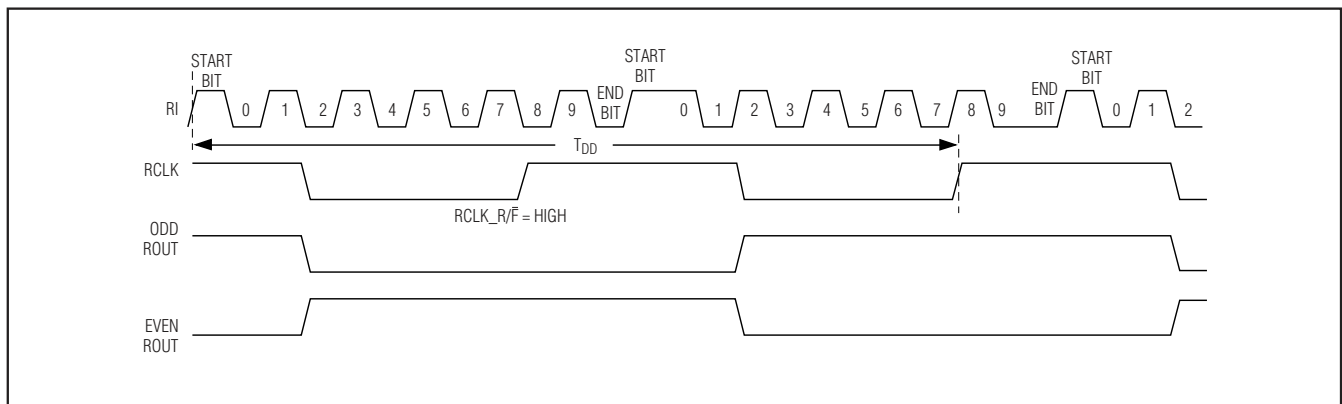 START BIT
START BIT
START BIT
RI
0 1 2 3 4 5 6 7 8 9
END BIT
0 1 2 3 4 5 6 7 8 9
END BIT
0 1 2
TDD
RCLK
RCLK_R/F̅ = HIGH
ODD ROUT
EVEN ROUT